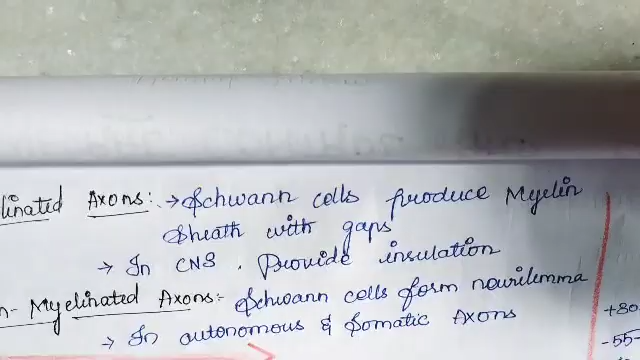 linated Axons: → Schwann cells produce Myelin
Sheath with gaps
→ In CNS. Provide insulation
n- Myelinated Axons:- Schwann cells form neurilemma
→ In autonomous & Somatic Axons
+80
-55-